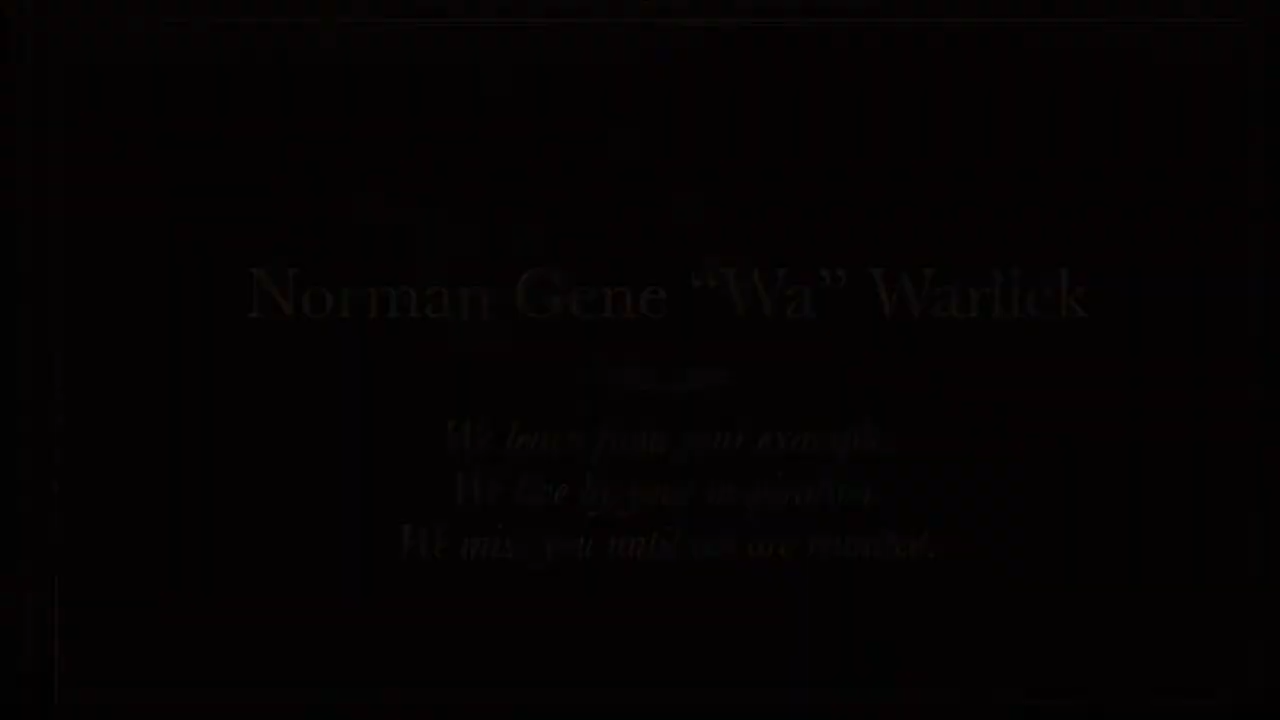 Norman Gene “Wa” Warlick
We learn from your example.
We live by your inspiration.
We miss you until we are reunited.